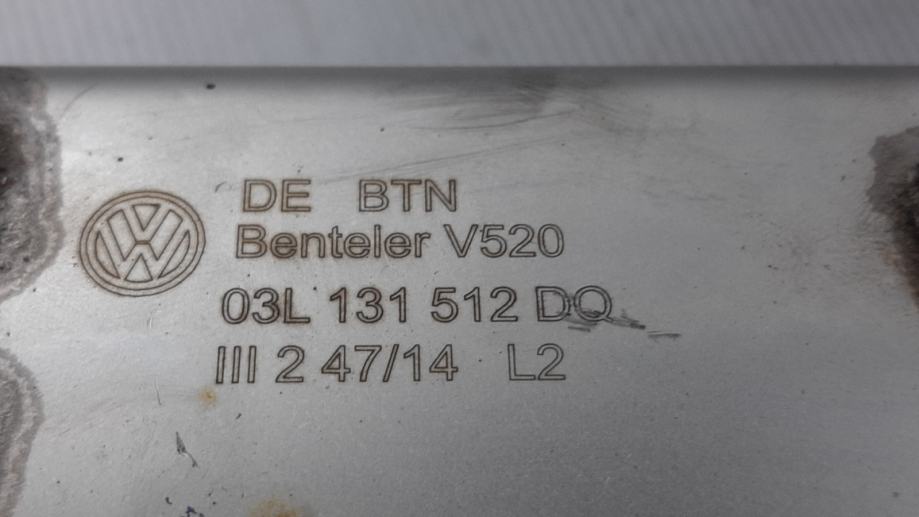 DE BTN
Benteler V520
03L 131 512 DQ
III 2 47/14 L2